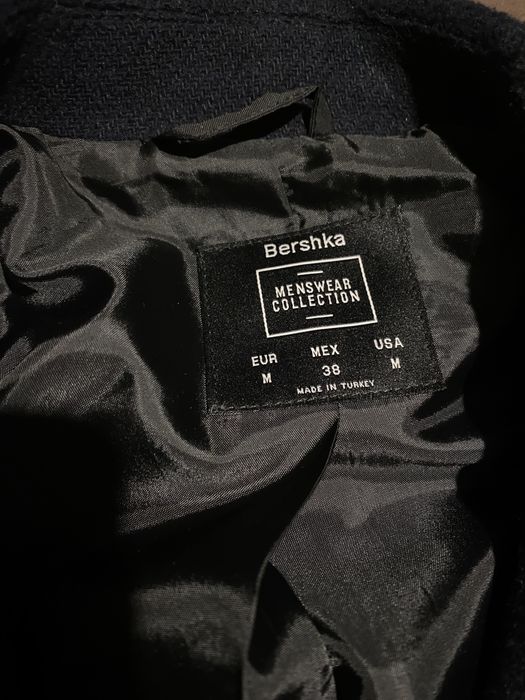 Bershka
MENSWEAR
COLLECTION
EUR MEX USA
M 38 M
MADE IN TURKEY